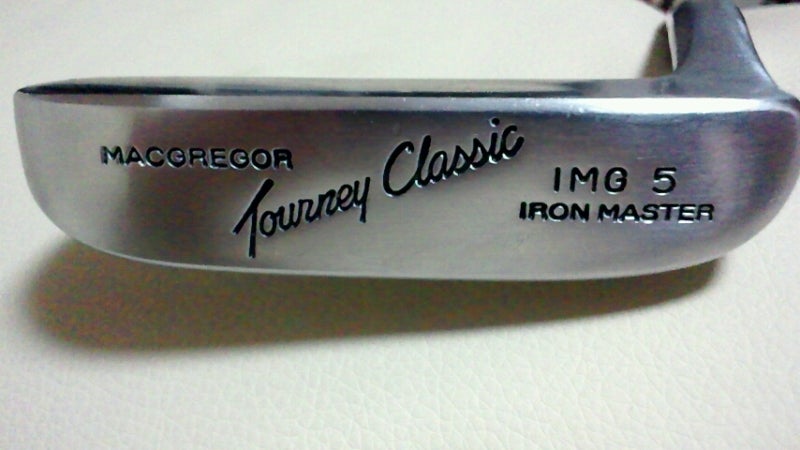 MACGREGOR
Tourney Classic
IMG 5
IRON MASTER